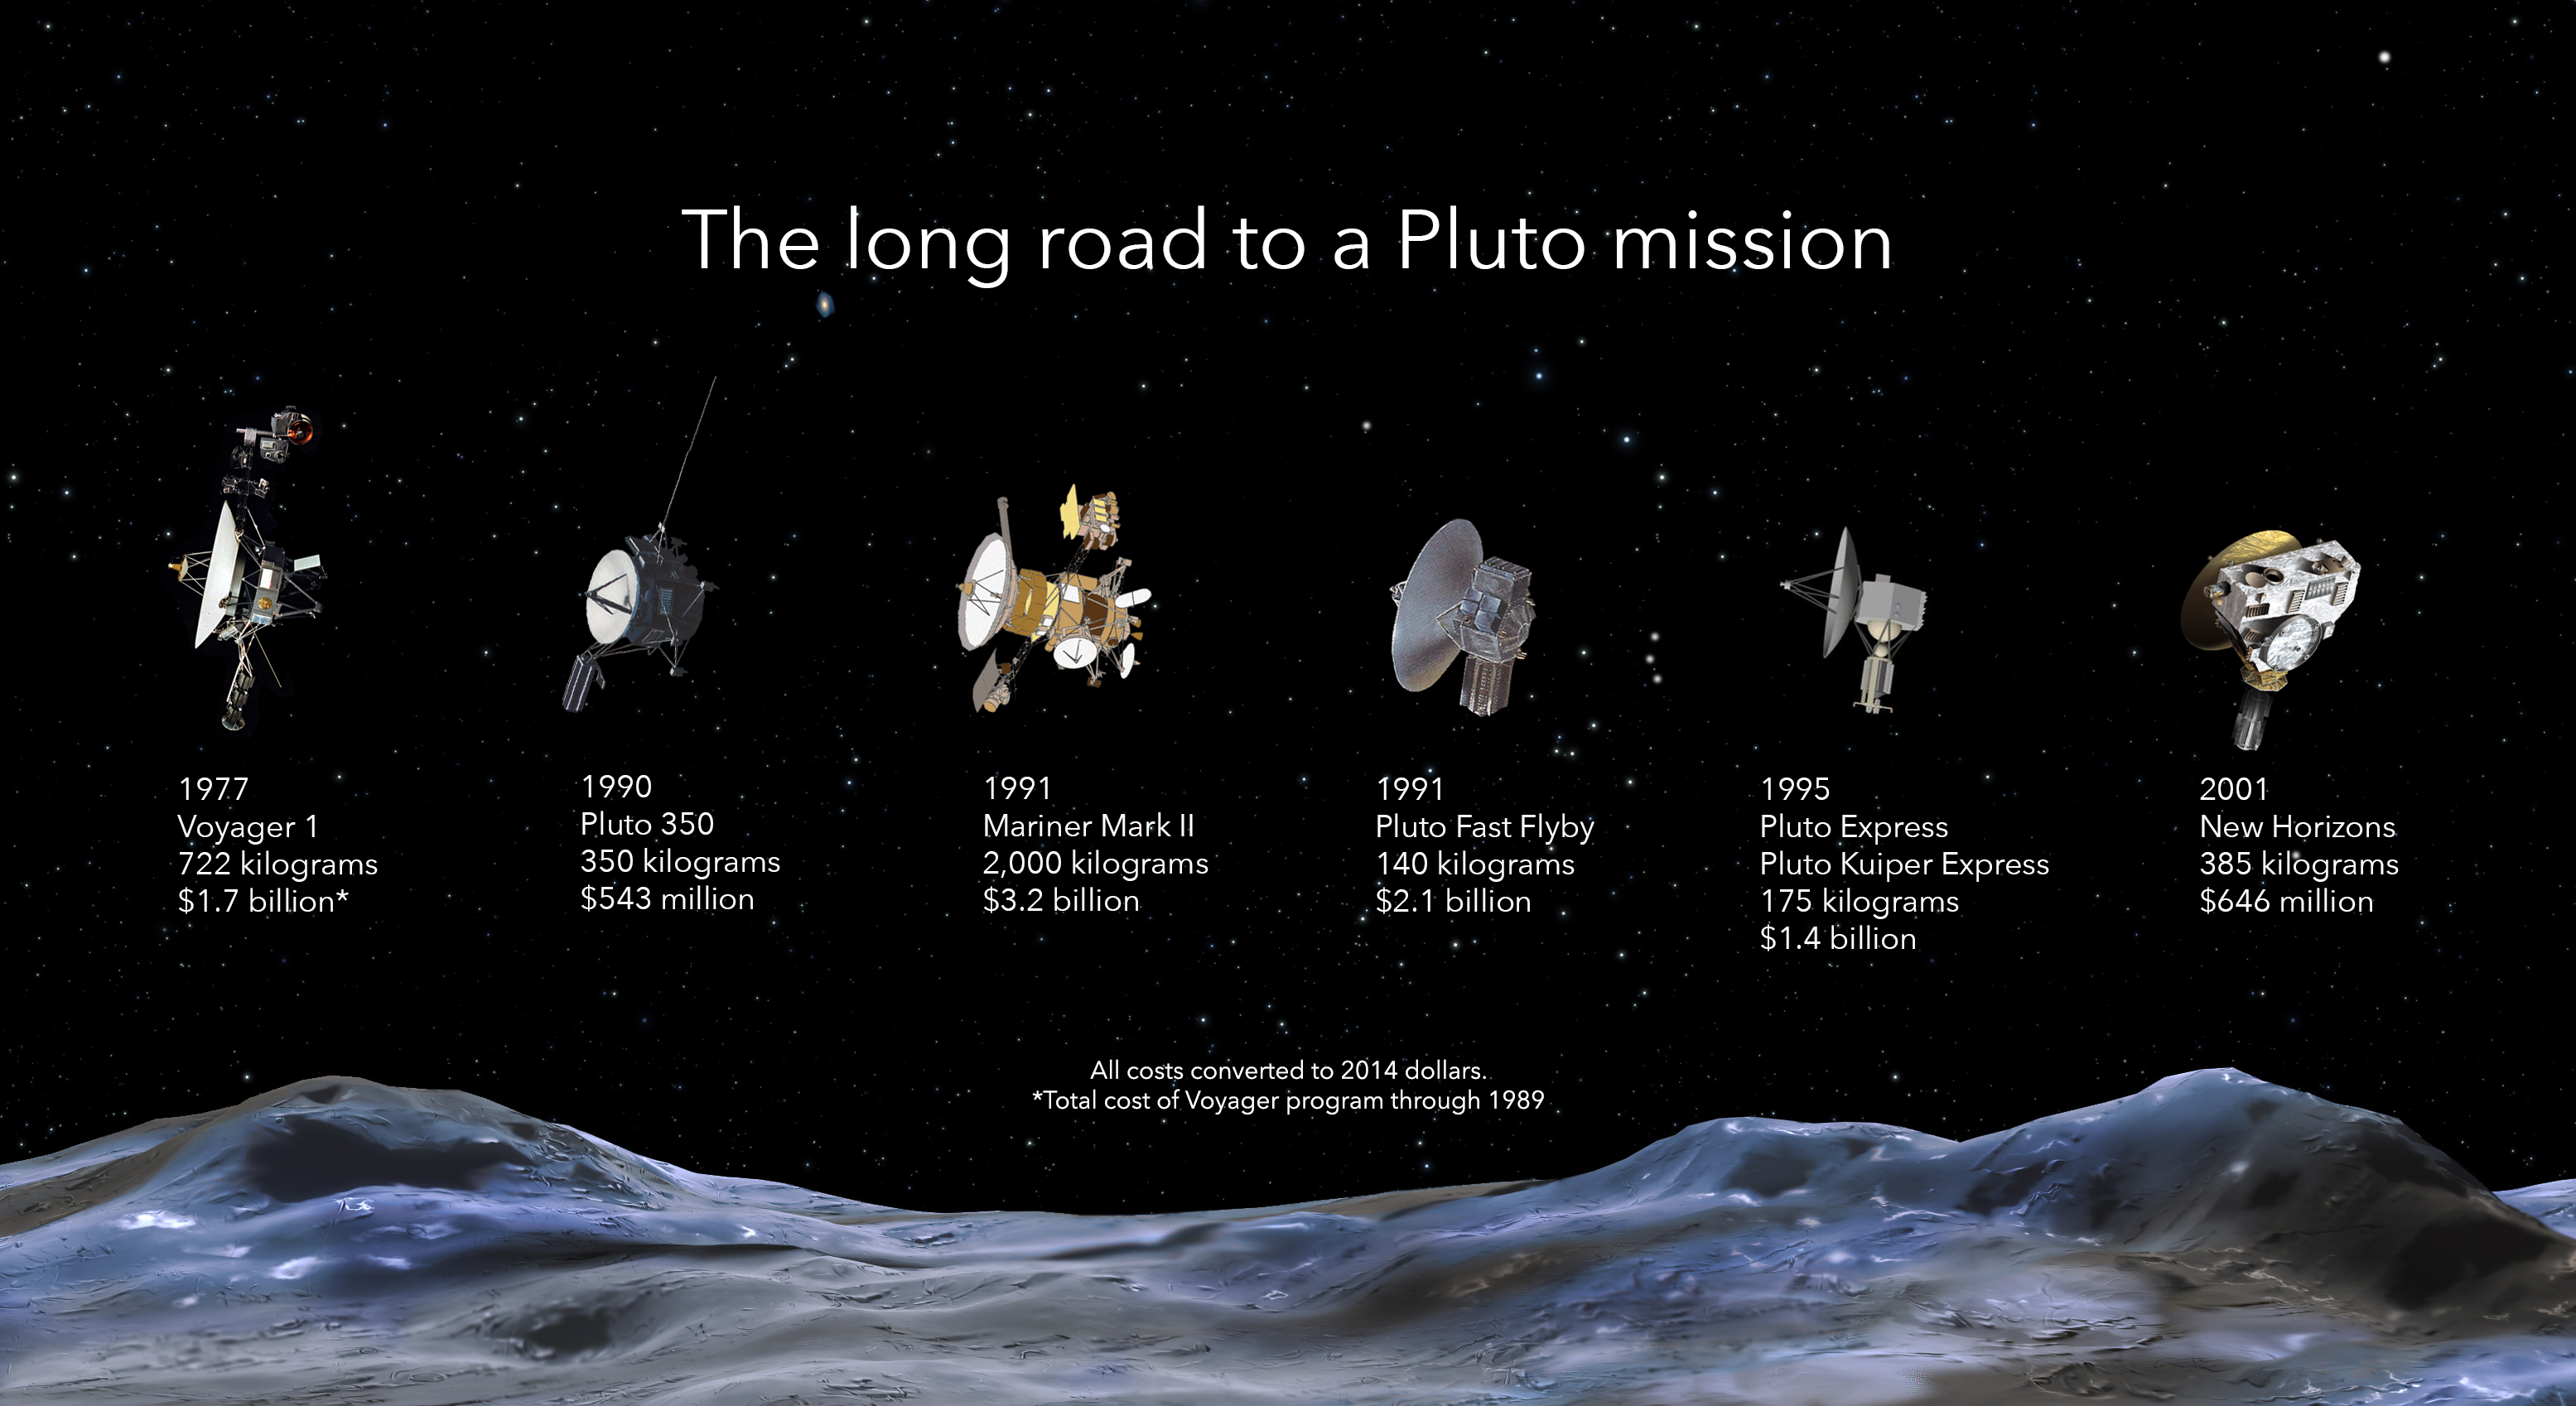 The long road to a Pluto mission
1977
Voyager 1
722 kilograms
$1.7 billion*
1990
Pluto 350
350 kilograms
$543 million
1991
Mariner Mark II
2,000 kilograms
$3.2 billion
1991
Pluto Fast Flyby
140 kilograms
$2.1 billion
1995
Pluto Express
Pluto Kuiper Express
175 kilograms
$1.4 billion
2001
New Horizons
385 kilograms
$646 million
All costs converted to 2014 dollars.
*Total cost of Voyager program through 1989